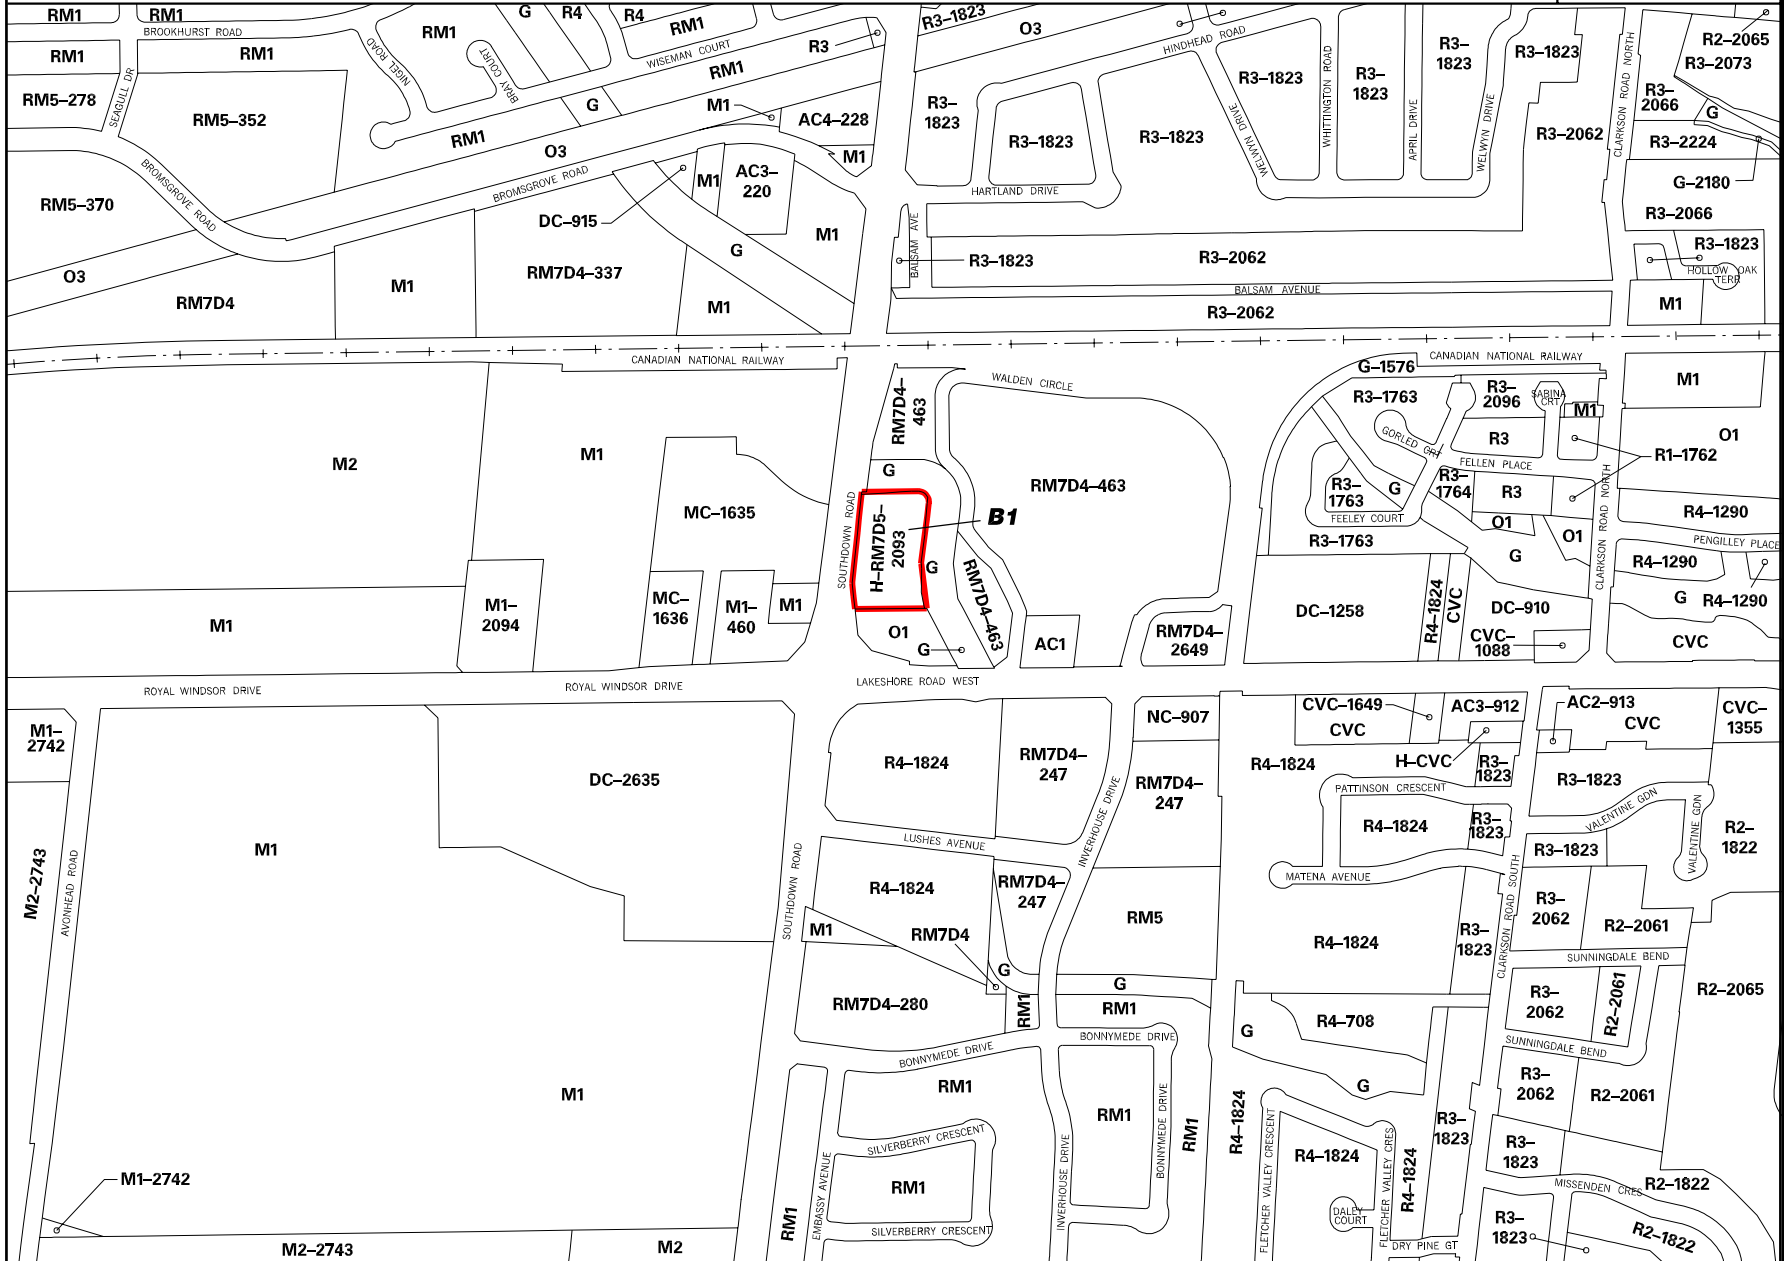 RM1
RM1
G
R4
R4
RM1
R3–1823
O3
BROOKHURST ROAD
RM1
RM1
NIGEL ROAD
RM1
BRAY COURT
WISEMAN COURT
R3
RM1
HINDHEAD ROAD
R3–
1823
R3–1823
CLARKSON ROAD NORTH
R2–2065
R3–2073
RM5–278
SEAGULL DR
RM5–352
G
M1
AC4–228
R3–
1823
R3–1823
R3–1823
WELWYN DRIVE
R3–1823
WHITTINGTON ROAD
R3–
1823
APRIL DRIVE
WELWYN DRIVE
R3–2062
R3–
2066
G
R3–2224
RM1
O3
M1
BROMSGROVE ROAD
BROMSGROVE ROAD
M1
AC3–
220
HARTLAND DRIVE
G–2180
RM5–370
DC–915
M1
G
BALSAM AVE
R3–2066
R3–1823
R3–1823
R3–2062
HOLLOW OAK
TERR
O3
RM7D4
M1
RM7D4–337
M1
BALSAM AVENUE
R3–2062
M1
CANADIAN NATIONAL RAILWAY
CANADIAN NATIONAL RAILWAY
WALDEN CIRCLE
G–1576
R3–1763
R3–
2096
SABINA
CRT
M1
M1
RM7D4–
463
GORLED CRT
R3
O1
M2
M1
G
RM7D4–463
FELLEN PLACE
R1–1762
R3–
1763
G
R3–
1764
R3
CLARKSON ROAD NORTH
MC–1635
SOUTHDOWN ROAD
H–RM7D5–
2093
B1
FEELEY COURT
O1
O1
R4–1290
PENGILLEY PLACE
R3–1763
G
R4–1290
G
RM7D4–463
M1
M1–
2094
MC–
1636
M1–
460
M1
DC–1258
R4–1824
CVC
DC–910
G
R4–1290
O1
G
AC1
RM7D4–
2649
CVC–
1088
CVC
ROYAL WINDSOR DRIVE
ROYAL WINDSOR DRIVE
LAKESHORE ROAD WEST
M1–
2742
NC–907
CVC–1649
CVC
AC3–912
AC2–913
CVC
CVC–
1355
DC–2635
R4–1824
RM7D4–
247
INVERHOUSE DRIVE
RM7D4–
247
R4–1824
H–CVC
R3–
1823
R3–1823
PATTINSON CRESCENT
VALENTINE GDN
VALENTINE GDN
R2–
1822
M1
SOUTHDOWN ROAD
LUSHES AVENUE
R4–1824
R3–
1823
R3–1823
M2–2743
AVONHEAD ROAD
R4–1824
RM7D4–
247
MATENA AVENUE
CLARKSON ROAD SOUTH
M1
RM7D4
RM5
R4–1824
R3–
1823
R3–
2062
R2–2061
SUNNINGDALE BEND
G
G
RM7D4–280
RM1
RM1
R3–
2062
R2–2061
R2–2065
R4–708
G
BONNYMEDE DRIVE
BONNYMEDE DRIVE
SUNNINGDALE BEND
M1
RM1
RM1
BONNYMEDE DRIVE
RM1
R4–1824
G
R3–
2062
R2–2061
R3–
1823
SILVERBERRY CRESCENT
FLETCHER VALLEY CRESCENT
R4–1824
FLETCHER VALLEY CRES
R4–1824
R3–
1823
M1–2742
RM1
EMBASSY AVENUE
RM1
INVERHOUSE DRIVE
MISSENDEN CRES
R2–1822
DALEY
COURT
SILVERBERRY CRESCENT
DRY PINE GT
R3–
1823
R2–1822
M2–2743
M2